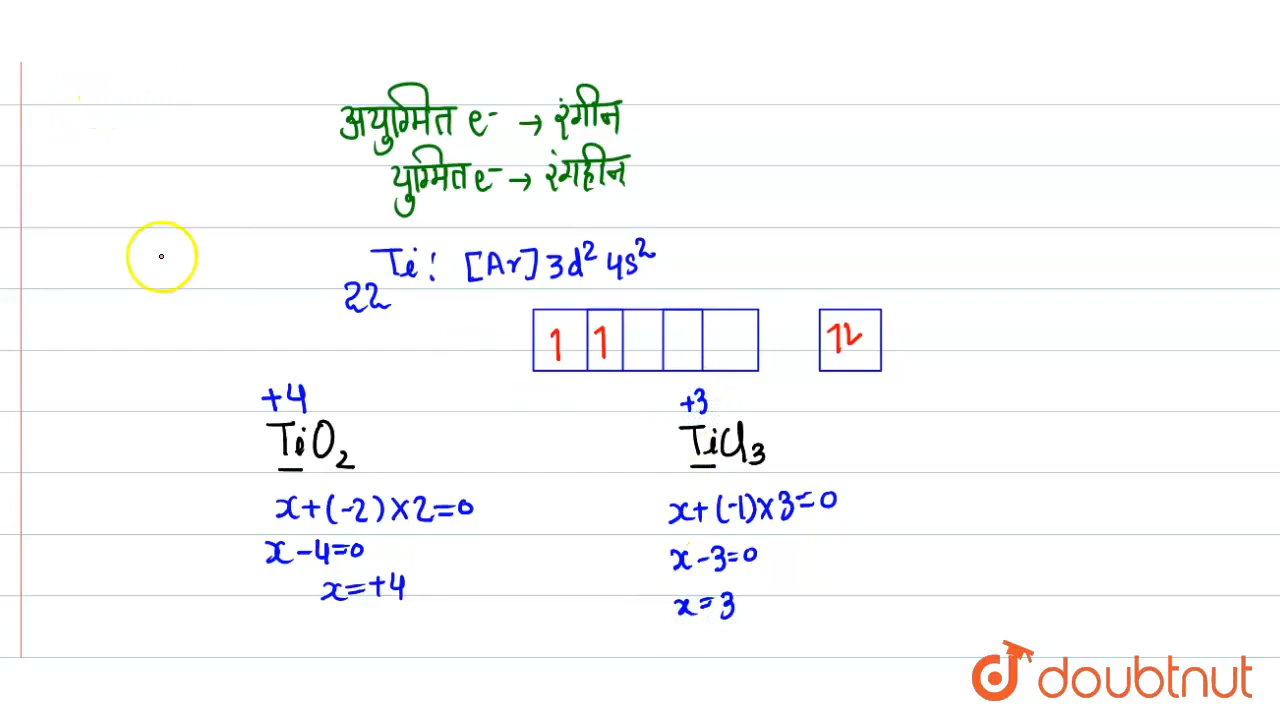 अयुग्मित e⁻ → रंगीन
युग्मित e⁻ → रंगहीन
Ti: [Ar] 3d² 4s²
22
1 1 1L
+4 +3
TiO₂ TiCl₃
x+(-2)×2=0 x+(-1)×3=0
x-4=0 x-3=0
x=+4 x=3
doubtnut